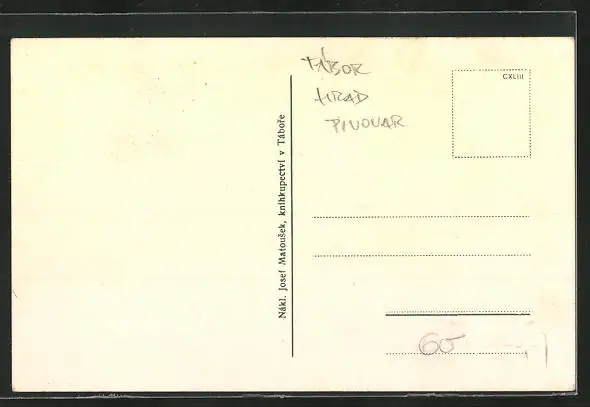 TÁBOR
HRAD
PIVOVAR
CXLIII
Nákl. Josef Matoušek, knihkupectví v Táboře
60